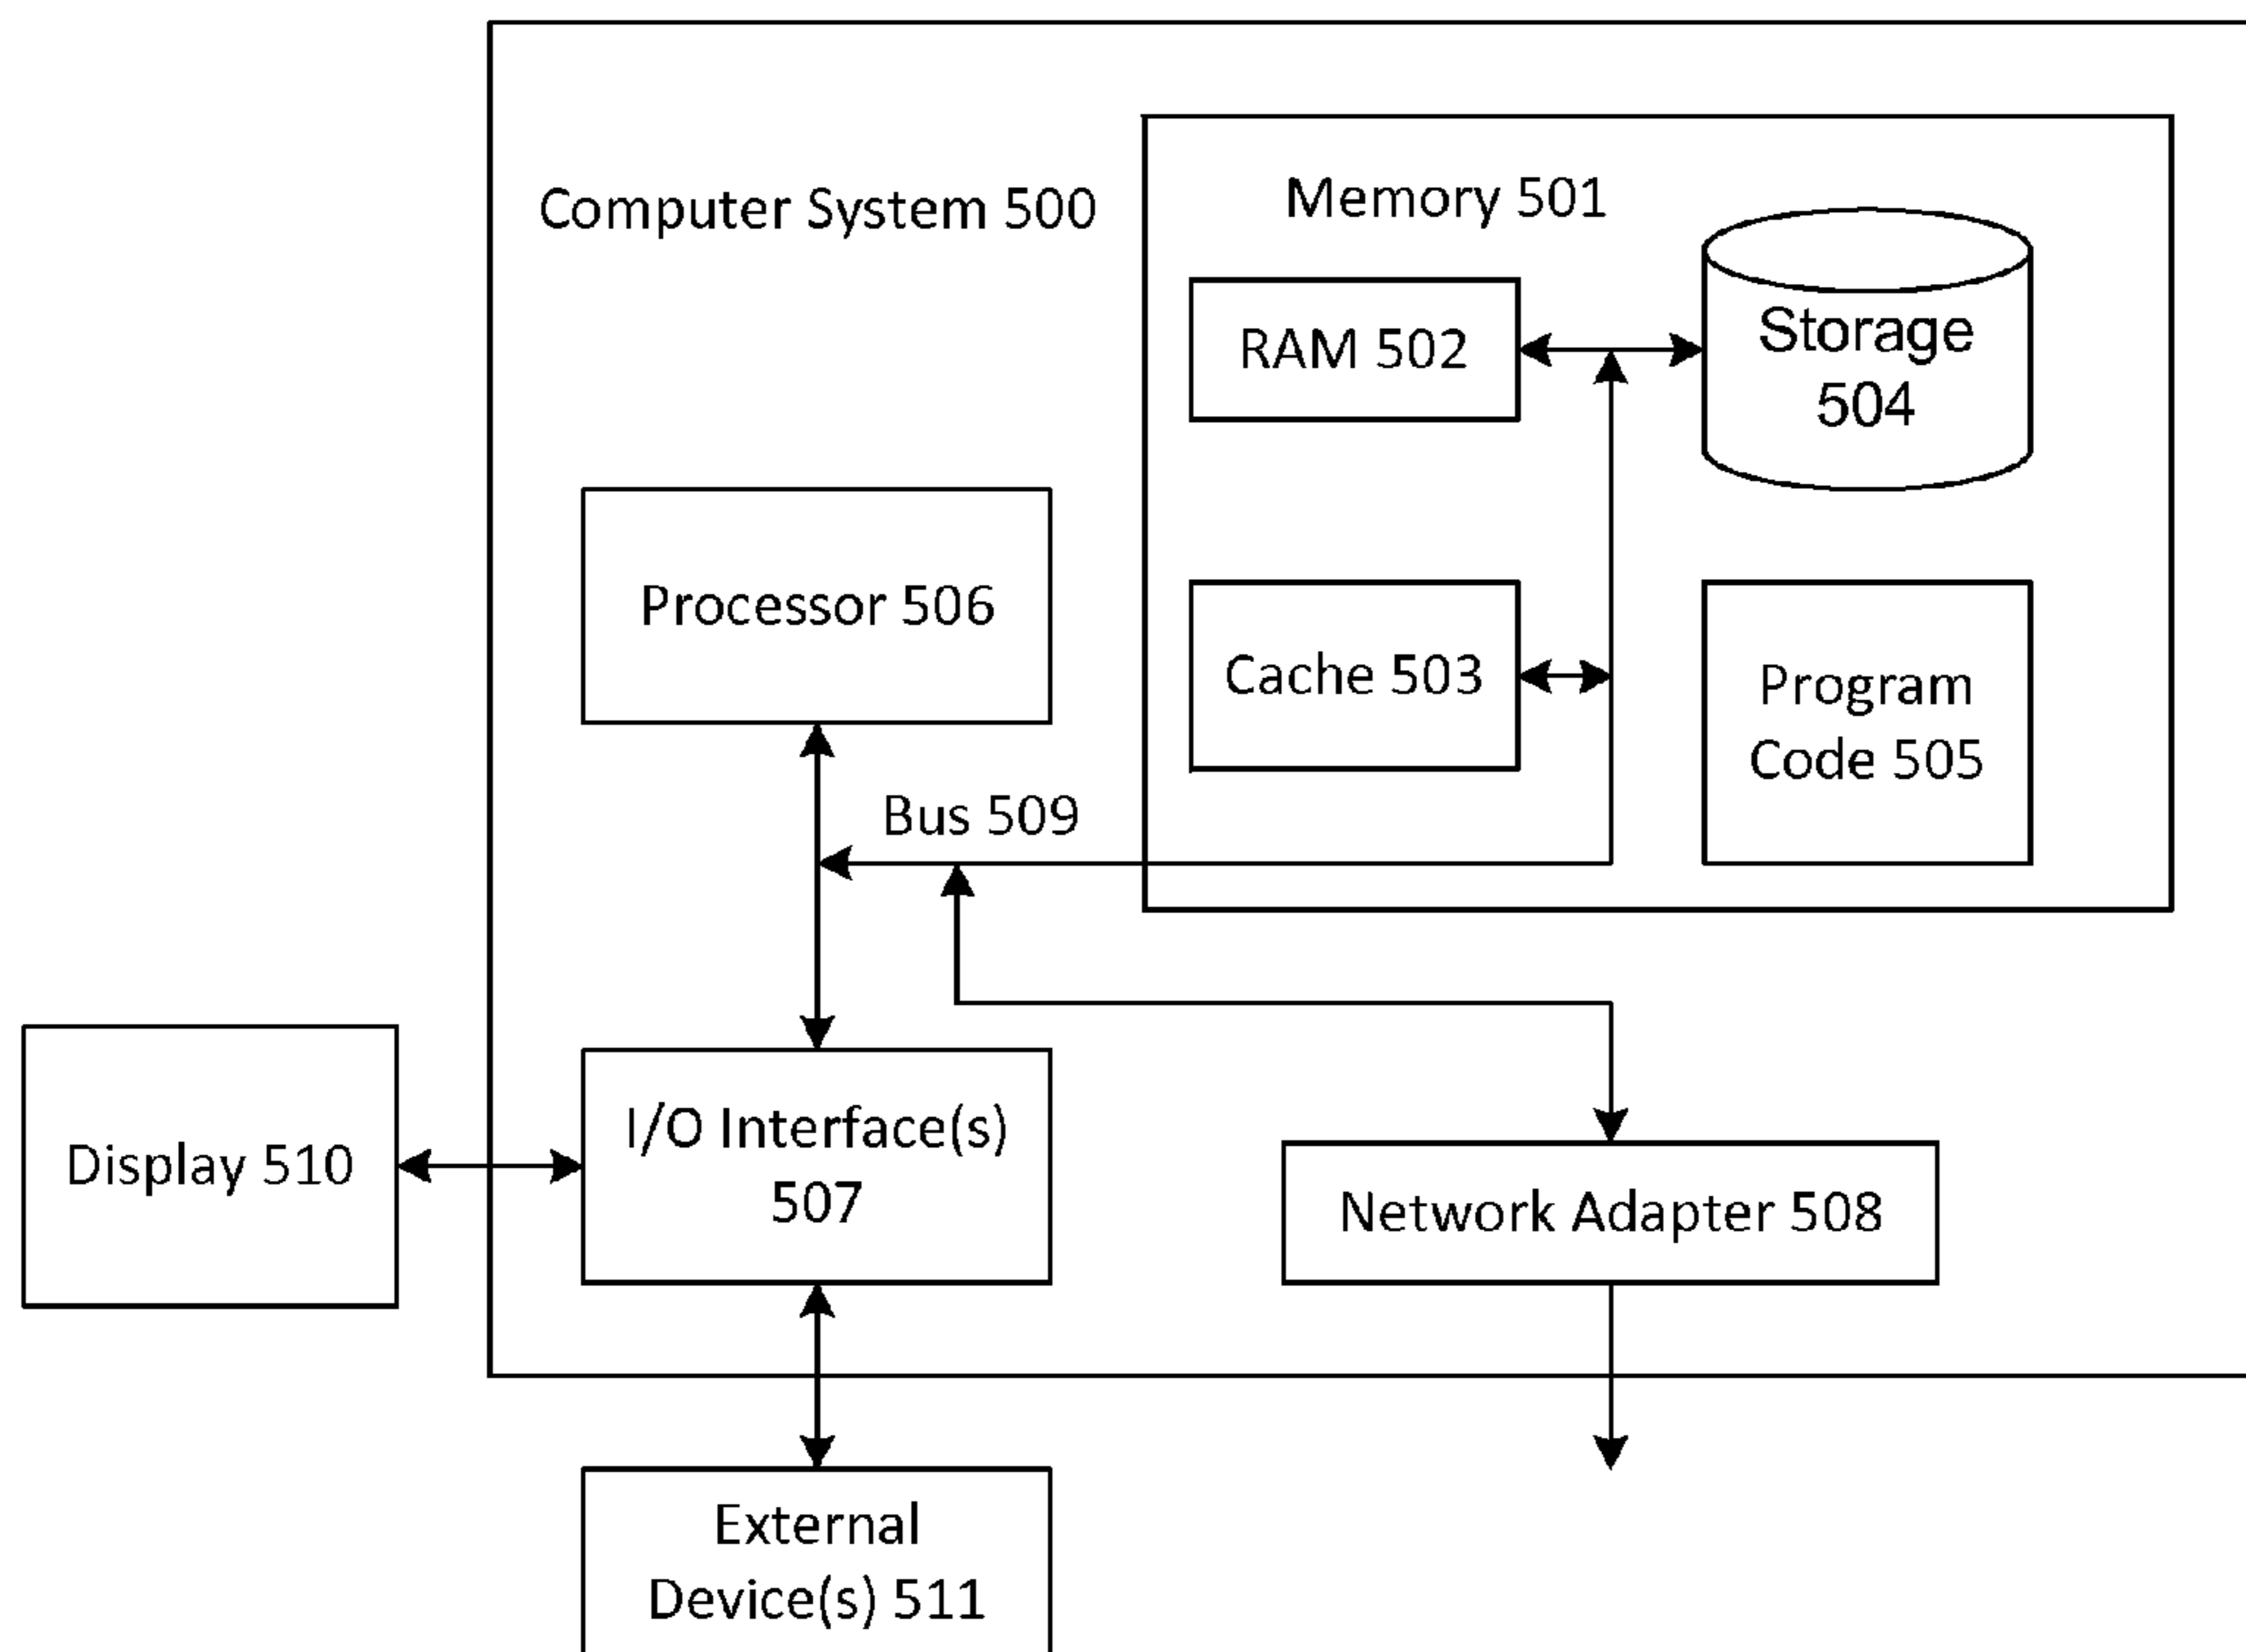 Computer System 500
Memory 501
RAM 502
Storage
504
Processor 506
Cache 503
Program
Code 505
Bus 509
Display 510
I/O Interface(s)
507
Network Adapter 508
External
Device(s) 511